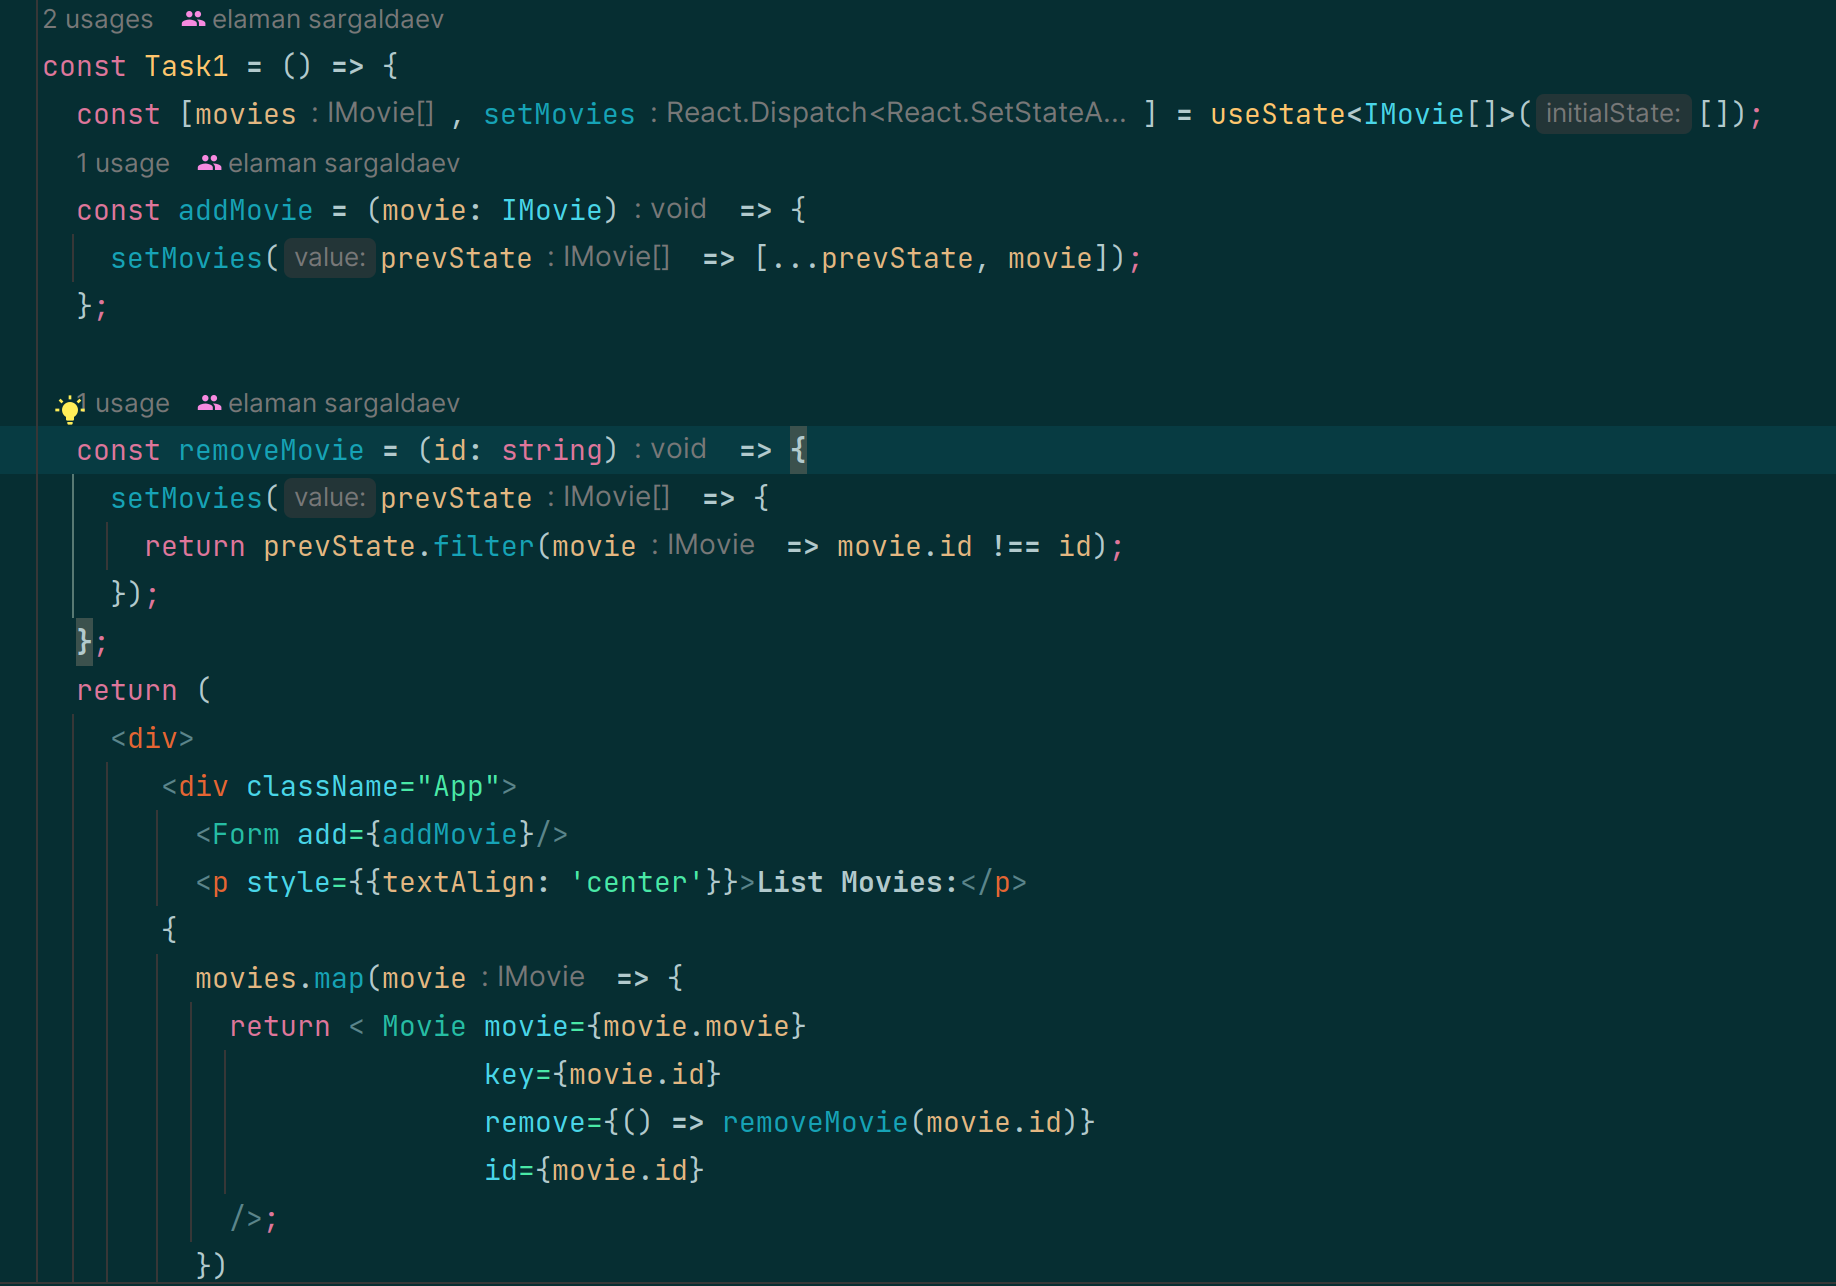 2 usages elaman sargaldaev
const Task1 = () => {
const [movies : IMovie[] , setMovies : React.Dispatch<React.SetStateA... ] = useState<IMovie[]>( initialState: []);
1 usage elaman sargaldaev
const addMovie = (movie: IMovie) : void => {
setMovies( value: prevState : IMovie[] => [...prevState, movie]);
};
1 usage elaman sargaldaev
const removeMovie = (id: string) : void => {
setMovies( value: prevState : IMovie[] => {
return prevState.filter(movie : IMovie => movie.id !== id);
});
};
return (
<div>
<div className="App">
<Form add={addMovie}/>
<p style={{textAlign: 'center'}}>List Movies:</p>
{
movies.map(movie : IMovie => {
return < Movie movie={movie.movie}
key={movie.id}
remove={() => removeMovie(movie.id)}
id={movie.id}
/>;
})